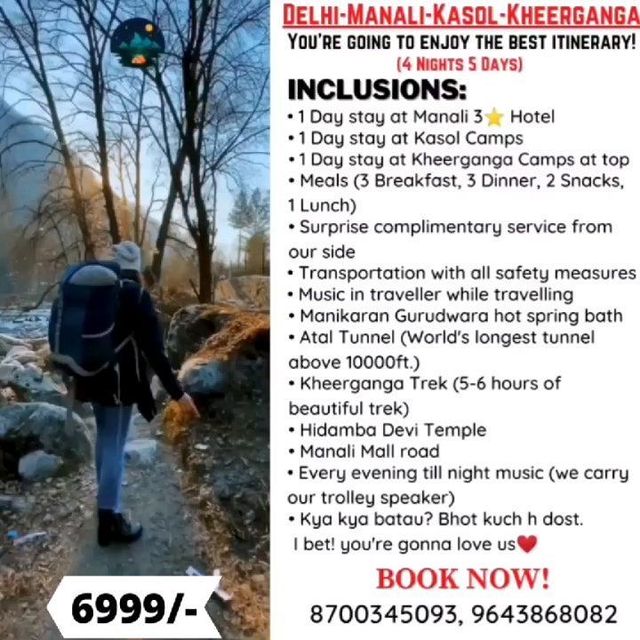 DELHI-MANALI-KASOL-KHEERGANGA
YOU'RE GOING TO ENJOY THE BEST ITINERARY!
(4 NIGHTS 5 DAYS)
INCLUSIONS:
• 1 Day stay at Manali 3⭐ Hotel
• 1 Day stay at Kasol Camps
• 1 Day stay at Kheerganga Camps at top
• Meals (3 Breakfast, 3 Dinner, 2 Snacks,
1 Lunch)
• Surprise complimentary service from
our side
• Transportation with all safety measures
• Music in traveller while travelling
• Manikaran Gurudwara hot spring bath
• Atal Tunnel (World's longest tunnel
above 10000ft.)
• Kheerganga Trek (5-6 hours of
beautiful trek)
• Hidamba Devi Temple
• Manali Mall road
• Every evening till night music (we carry
our trolley speaker)
• Kya kya batau? Bhot kuch h dost.
I bet! you're gonna love us❤️
BOOK NOW!
8700345093, 9643868082
6999/-